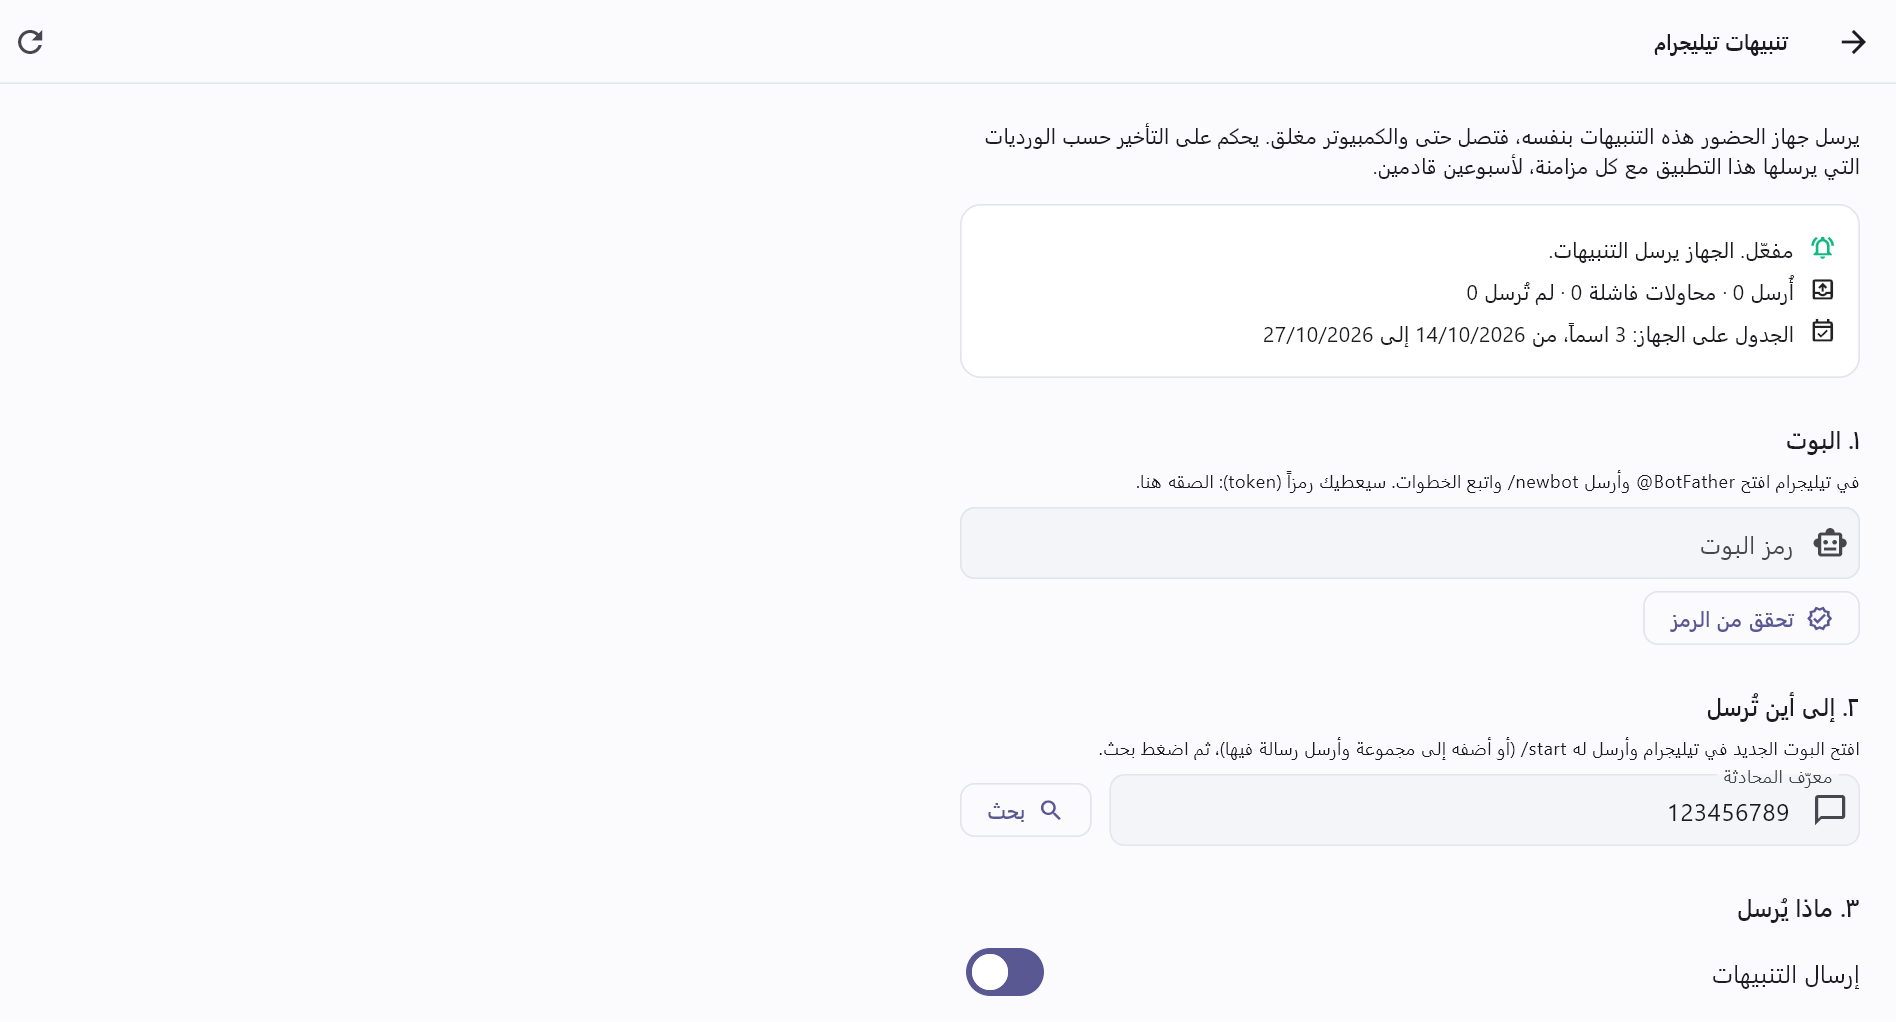 تنبيهات تيليجرام
يرسل جهاز الحضور هذه التنبيهات بنفسه، فتصل حتى والكمبيوتر مغلق. يحكم على التأخير حسب الورديات
التي يرسلها هذا التطبيق مع كل مزامنة، لأسبوعين قادمين.
مفعّل. الجهاز يرسل التنبيهات.
أُرسل 0 · محاولات فاشلة 0 · لم تُرسل 0
الجدول على الجهاز: 3 اسماً، من 14/10/2026 إلى 27/10/2026
١. البوت
في تيليجرام افتح @BotFather وأرسل /newbot واتبع الخطوات. سيعطيك رمزاً (token): الصقه هنا.
رمز البوت
تحقق من الرمز
٢. إلى أين تُرسل
افتح البوت الجديد في تيليجرام وأرسل له /start (أو أضفه إلى مجموعة وأرسل رسالة فيها)، ثم اضغط بحث.
معرّف المحادثة
123456789
بحث
٣. ماذا يُرسل
إرسال التنبيهات